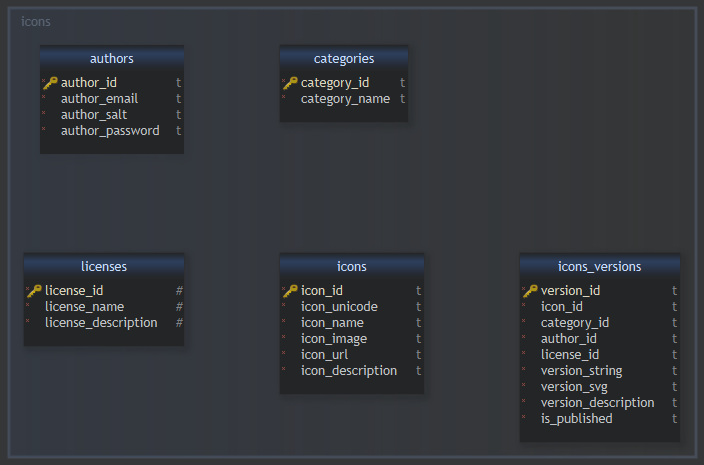 icons
authors
author_id t
author_email t
author_salt t
author_password t
categories
category_id t
category_name t
licenses
license_id #
license_name #
license_description #
icons
icon_id t
icon_unicode t
icon_name t
icon_image t
icon_url t
icon_description t
icons_versions
version_id t
icon_id t
category_id t
author_id t
license_id t
version_string t
version_svg t
version_description t
is_published t